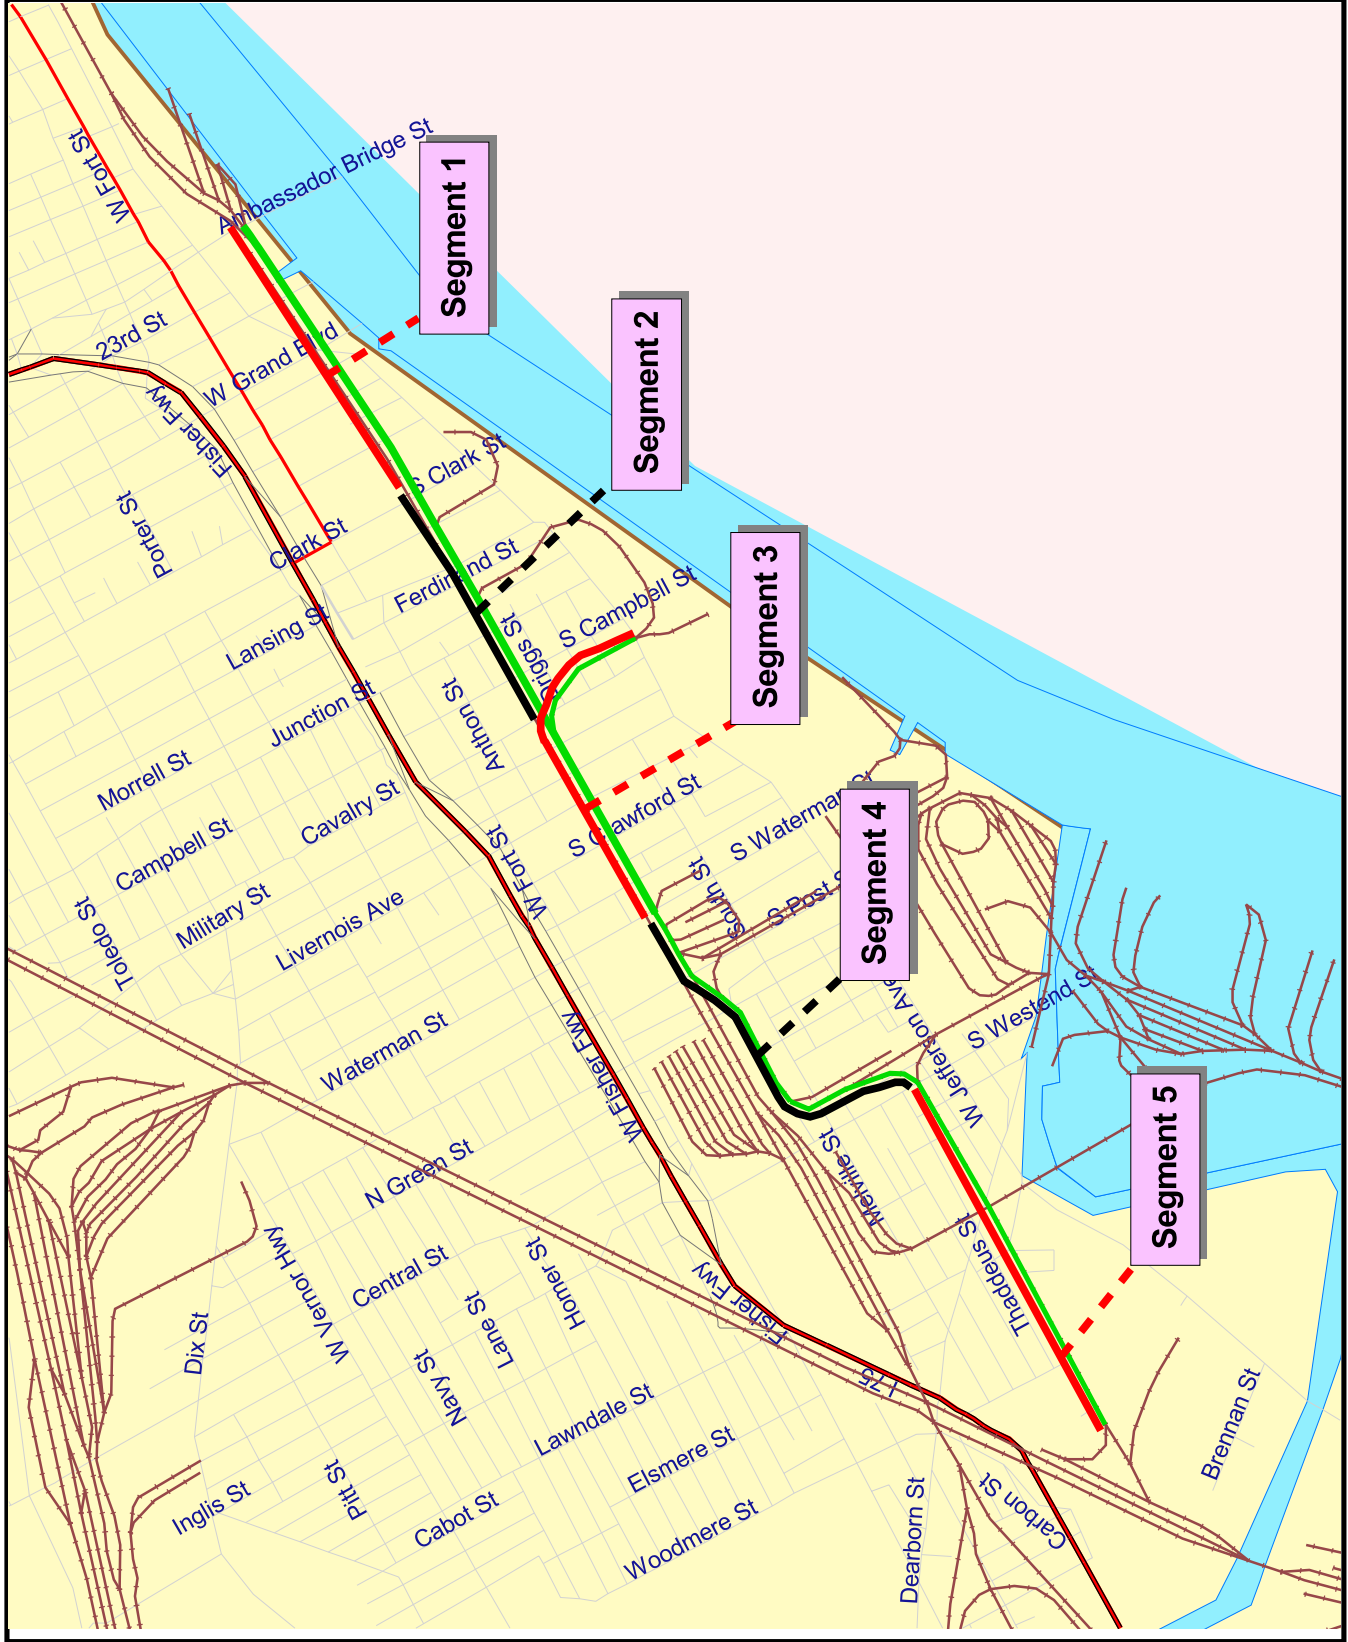 Ambassador Bridge St
W Fort St
Segment 1
23rd St
W Grand Blvd
Fisher Fwy
Segment 2
S Clark St
Porter St
Clark St
Ferdinand St
Segment 3
Lansing St
Driggs St
S Campbell St
Junction St
Anthon St
Morrell St
Cavalry St
S Crawford St
S Waterman St
Segment 4
Campbell St
W Fort St
South St
S Post S
Toledo St
Military St
Livernois Ave
W Jefferson Ave
S Westend St
W Jefferson
Waterman St
W Fisher Fwy
Segment 5
N Green St
Melville St
W Vernor Hwy
Central St
Homer St
Fisher Fwy
Thaddeus St
Dix St
Lane St
Navy St
I-75
Lawndale St
Brennan St
Elsmere St
Pitt St
Inglis St
Cabot St
Woodmere St
Dearborn St
Carbon St